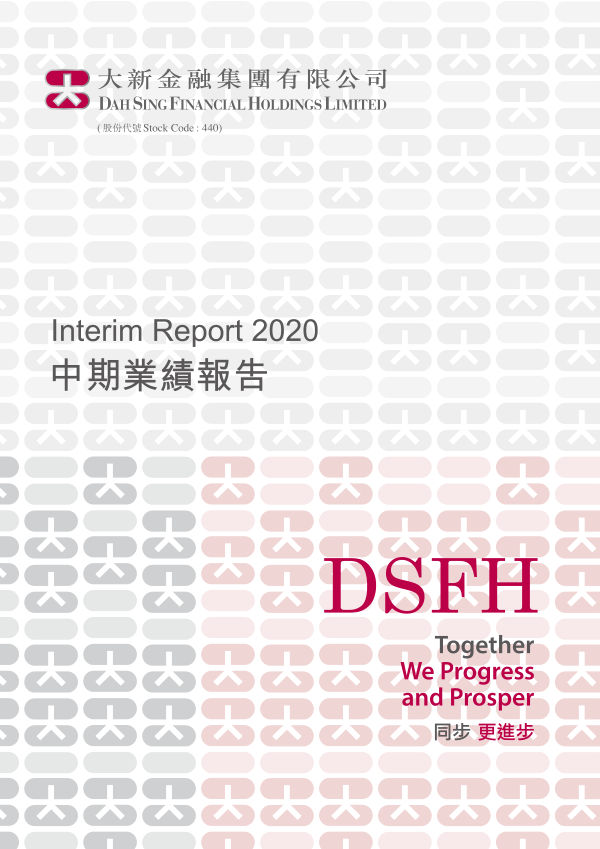 大新金融集團有限公司
DAH SING FINANCIAL HOLDINGS LIMITED
(股份代號 Stock Code : 440)
Interim Report 2020
中期業績報告
DSFH
Together
We Progress
and Prosper
同步 更進步